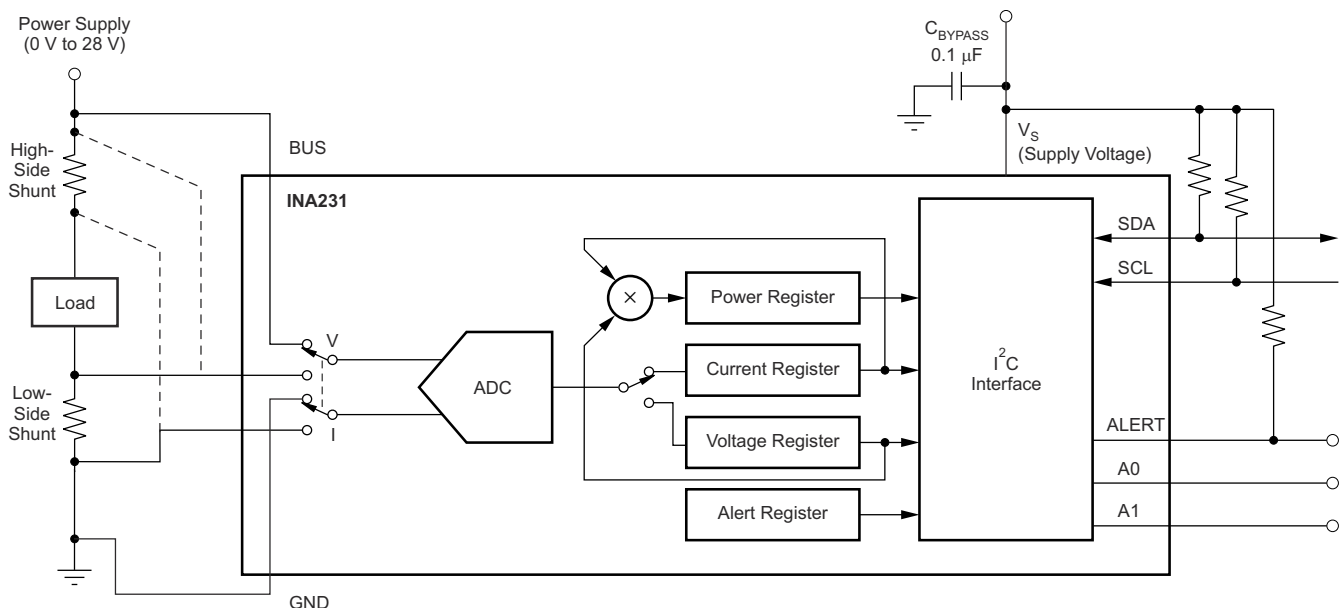 Power Supply
(0 V to 28 V)
C_BYPASS
0.1 µF
High-
Side
Shunt
BUS
V_S
(Supply Voltage)
INA231
SDA
SCL
Load
Power Register
×
V
ADC
Current Register
I²C
Interface
Low-
Side
Shunt
I
Voltage Register
ALERT
A0
Alert Register
A1
GND